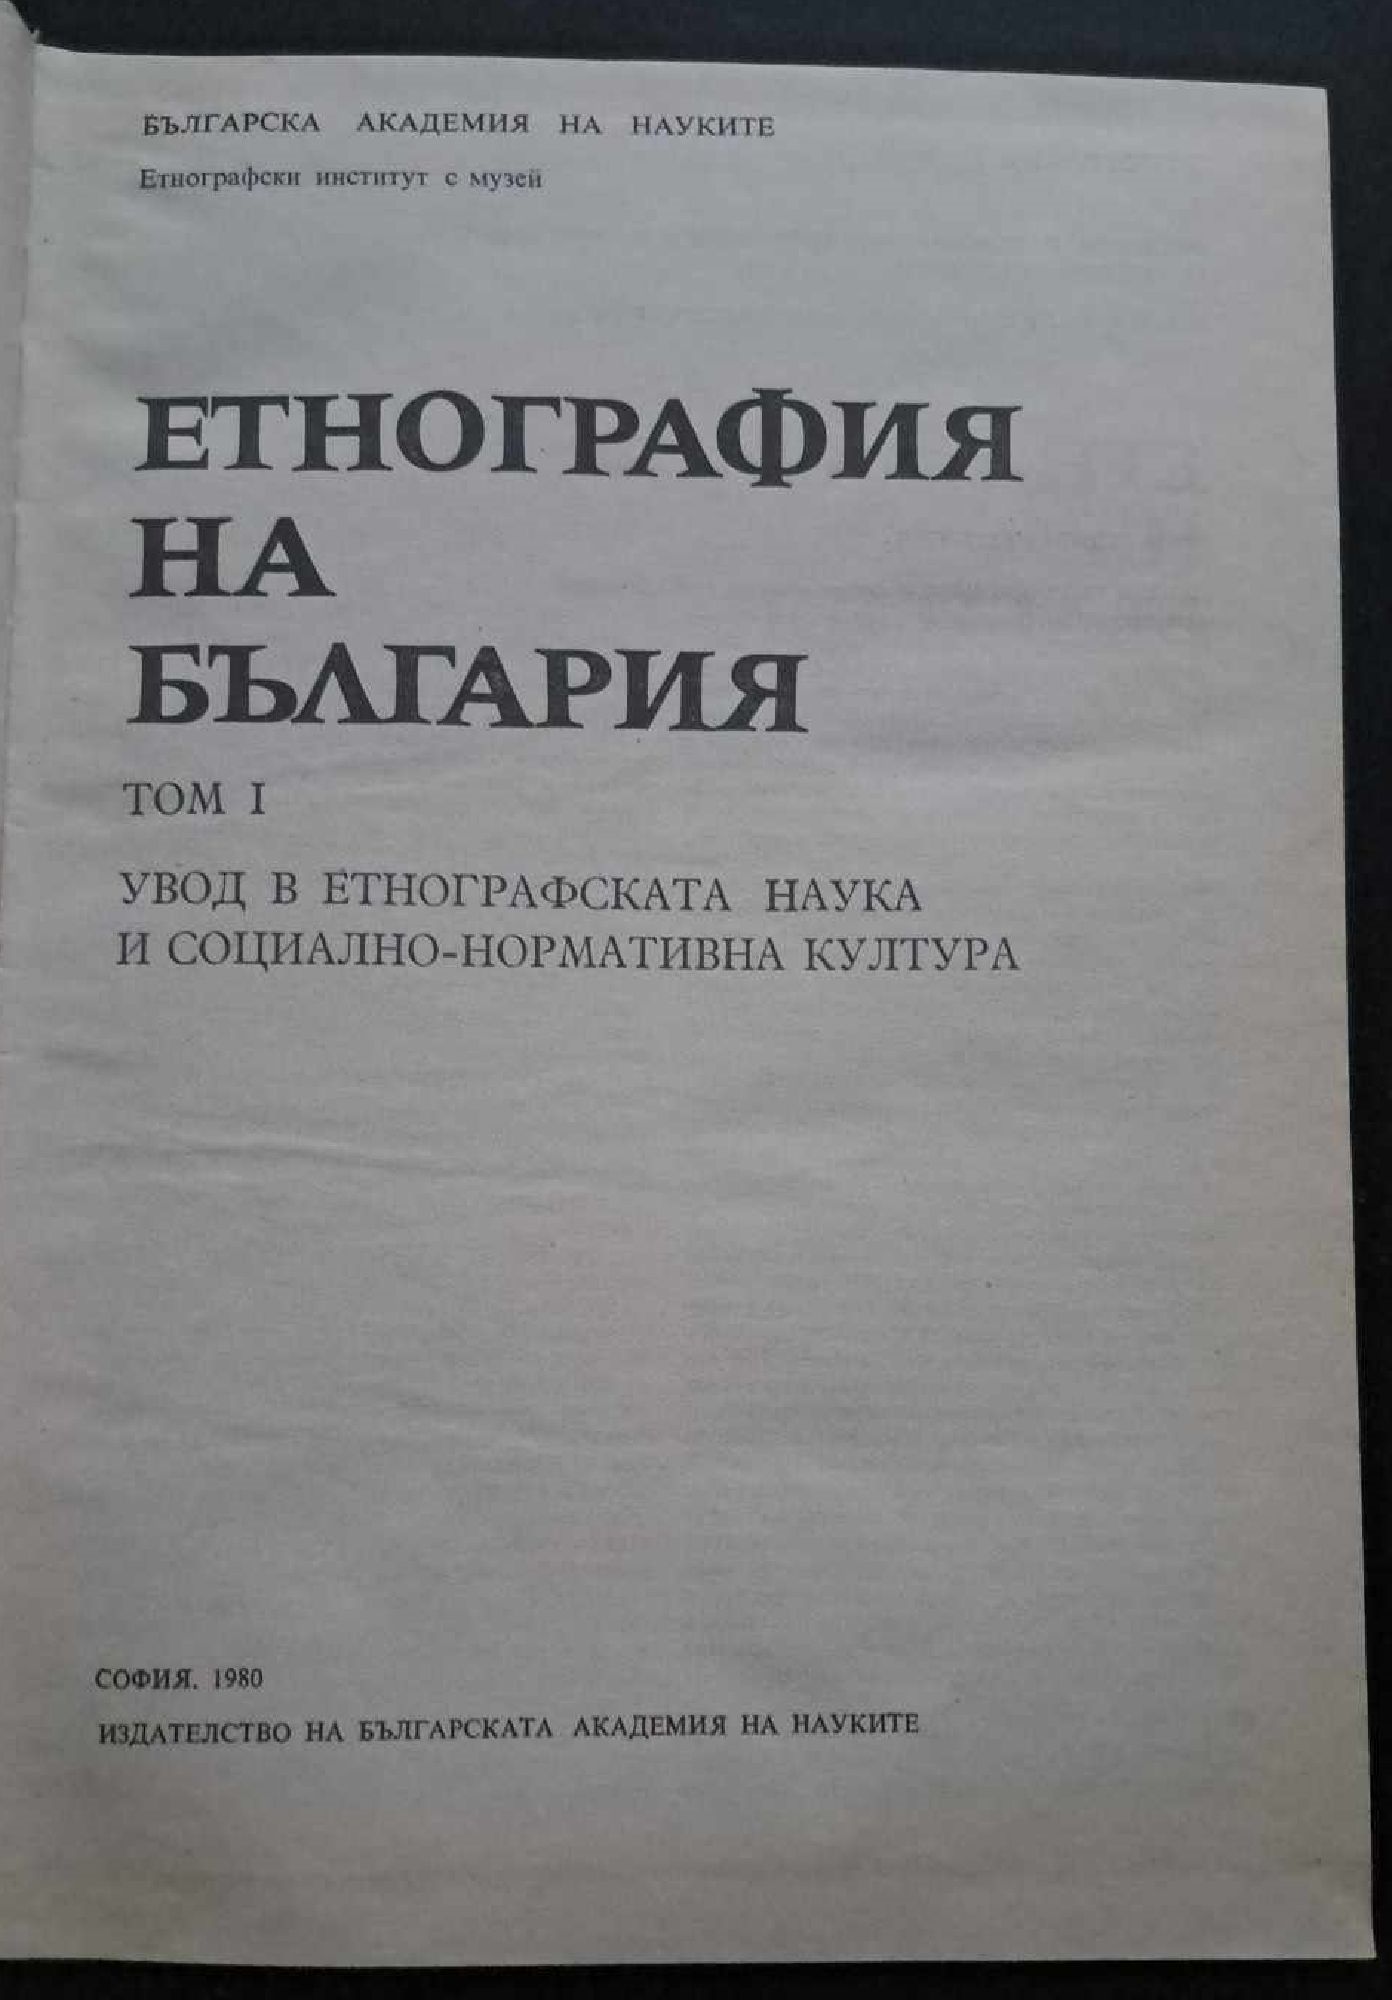 БЪЛГАРСКА АКАДЕМИЯ НА НАУКИТЕ
Етнографски институт с музей
ЕТНОГРАФИЯ
НА
БЪЛГАРИЯ
ТОМ I
УВОД В ЕТНОГРАФСКАТА НАУКА
И СОЦИАЛНО-НОРМАТИВНА КУЛТУРА
СОФИЯ. 1980
ИЗДАТЕЛСТВО НА БЪЛГАРСКАТА АКАДЕМИЯ НА НАУКИТЕ